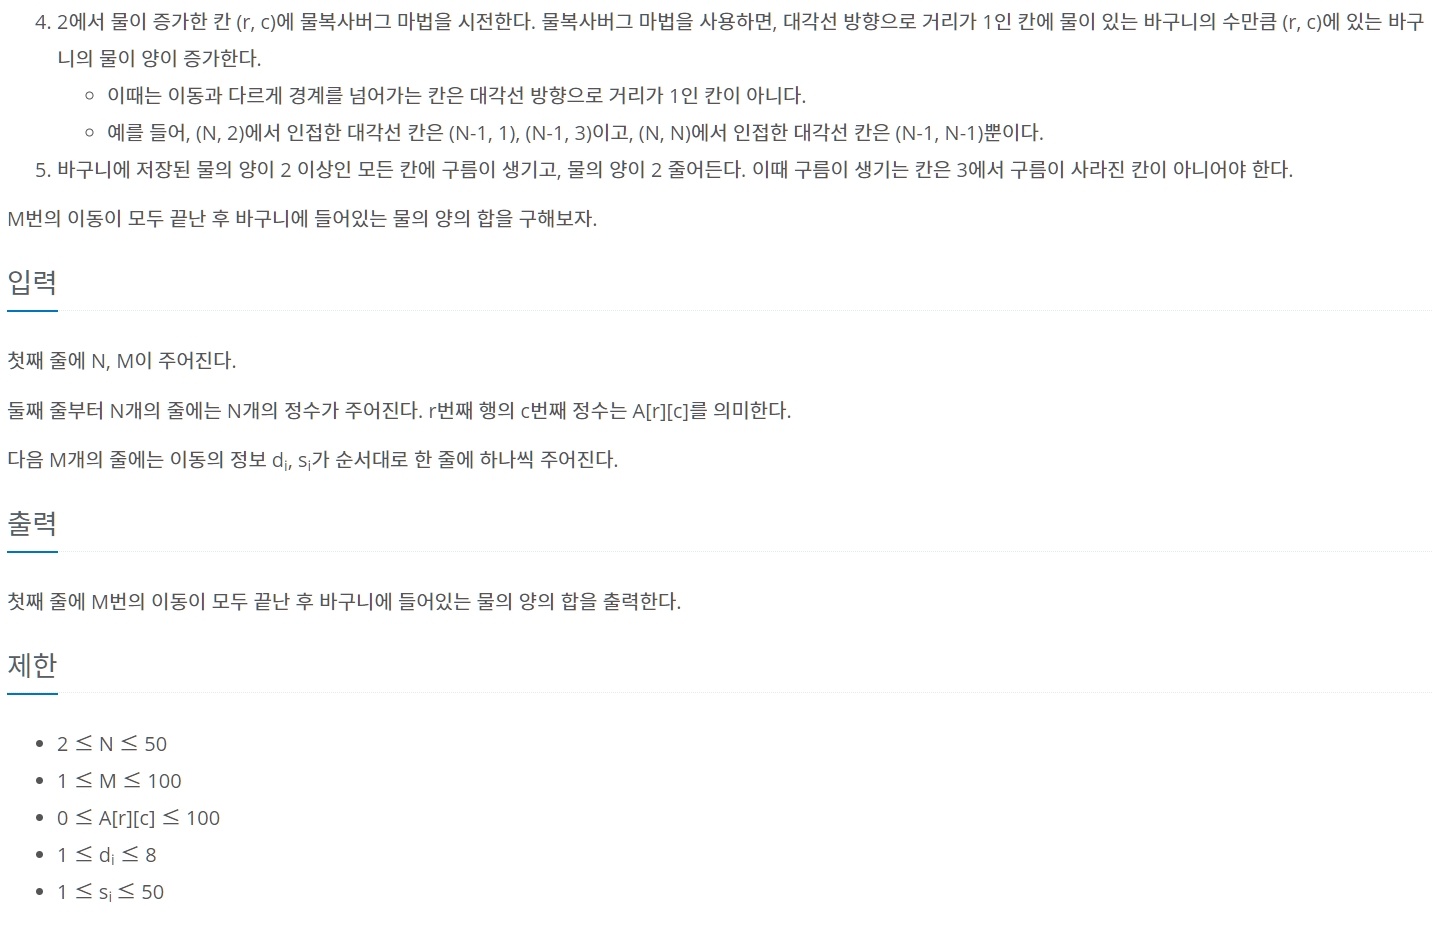 4. 2에서 물이 증가한 칸 (r, c)에 물복사버그 마법을 시전한다. 물복사버그 마법을 사용하면, 대각선 방향으로 거리가 1인 칸에 물이 있는 바구니의 수만큼 (r, c)에 있는 바구
니의 물이 양이 증가한다.
○ 이때는 이동과 다르게 경계를 넘어가는 칸은 대각선 방향으로 거리가 1인 칸이 아니다.
○ 예를 들어, (N, 2)에서 인접한 대각선 칸은 (N-1, 1), (N-1, 3)이고, (N, N)에서 인접한 대각선 칸은 (N-1, N-1)뿐이다.
5. 바구니에 저장된 물의 양이 2 이상인 모든 칸에 구름이 생기고, 물의 양이 2 줄어든다. 이때 구름이 생기는 칸은 3에서 구름이 사라진 칸이 아니어야 한다.
M번의 이동이 모두 끝난 후 바구니에 들어있는 물의 양의 합을 구해보자.
입력
첫째 줄에 N, M이 주어진다.
둘째 줄부터 N개의 줄에는 N개의 정수가 주어진다. r번째 행의 c번째 정수는 A[r][c]를 의미한다.
다음 M개의 줄에는 이동의 정보 dᵢ, sᵢ가 순서대로 한 줄에 하나씩 주어진다.
출력
첫째 줄에 M번의 이동이 모두 끝난 후 바구니에 들어있는 물의 양의 합을 출력한다.
제한
• 2 ≤ N ≤ 50
• 1 ≤ M ≤ 100
• 0 ≤ A[r][c] ≤ 100
• 1 ≤ dᵢ ≤ 8
• 1 ≤ sᵢ ≤ 50